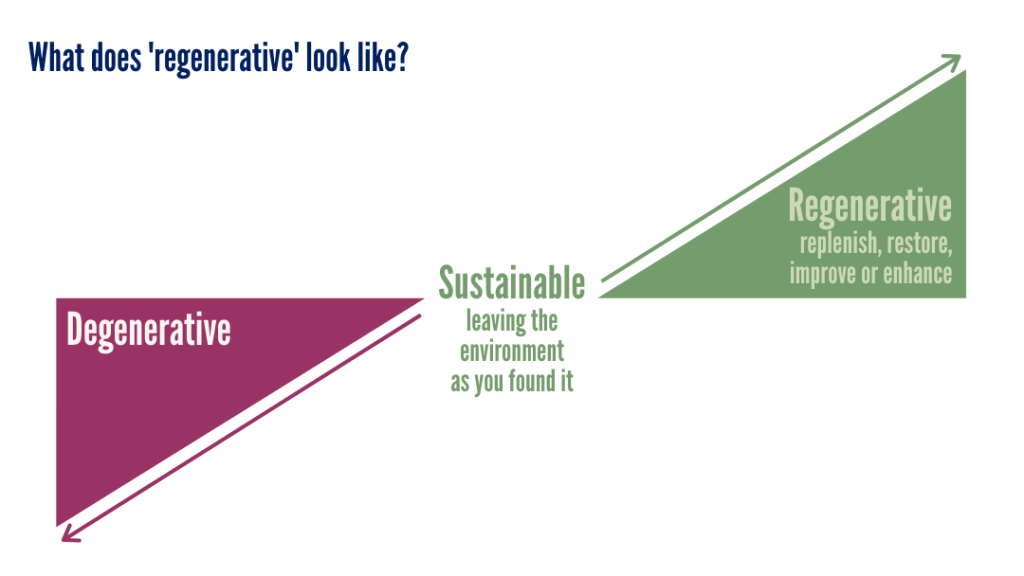 What does 'regenerative' look like?
Regenerative
replenish, restore,
improve or enhance
Sustainable
leaving the
environment
as you found it
Degenerative